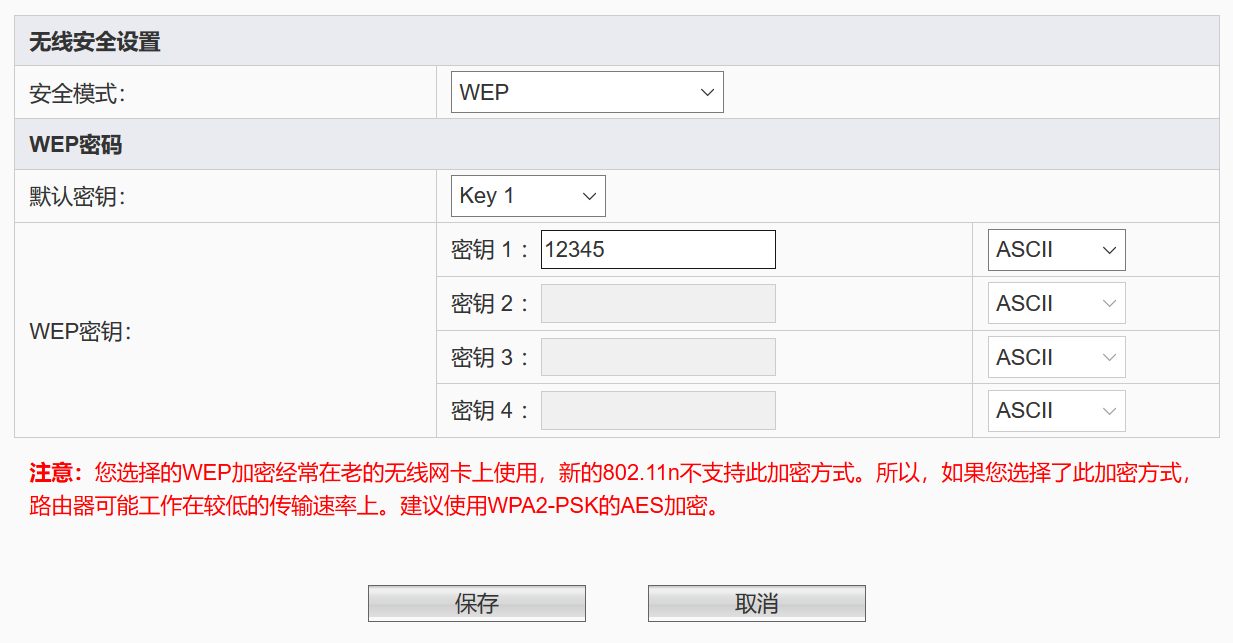 无线安全设置
安全模式：
WEP
WEP密码
默认密钥：
Key 1
WEP密钥：
密钥 1 ：
12345
ASCII
密钥 2 ：
ASCII
密钥 3 ：
ASCII
密钥 4 ：
ASCII
注意：您选择的WEP加密经常在老的无线网卡上使用，新的802.11n不支持此加密方式。所以，如果您选择了此加密方式，
路由器可能工作在较低的传输速率上。建议使用WPA2-PSK的AES加密。
保存
取消